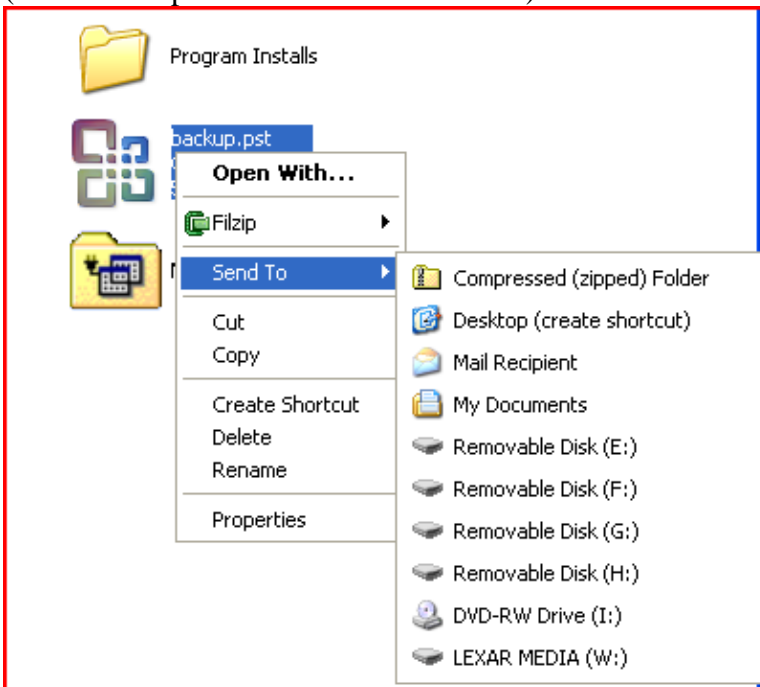 Program Installs
backup.pst
Open With...
Filzip
Send To
Cut
Copy
Create Shortcut
Delete
Rename
Properties
Compressed (zipped) Folder
Desktop (create shortcut)
Mail Recipient
My Documents
Removable Disk (E:)
Removable Disk (F:)
Removable Disk (G:)
Removable Disk (H:)
DVD-RW Drive (I:)
LEXAR MEDIA (W:)